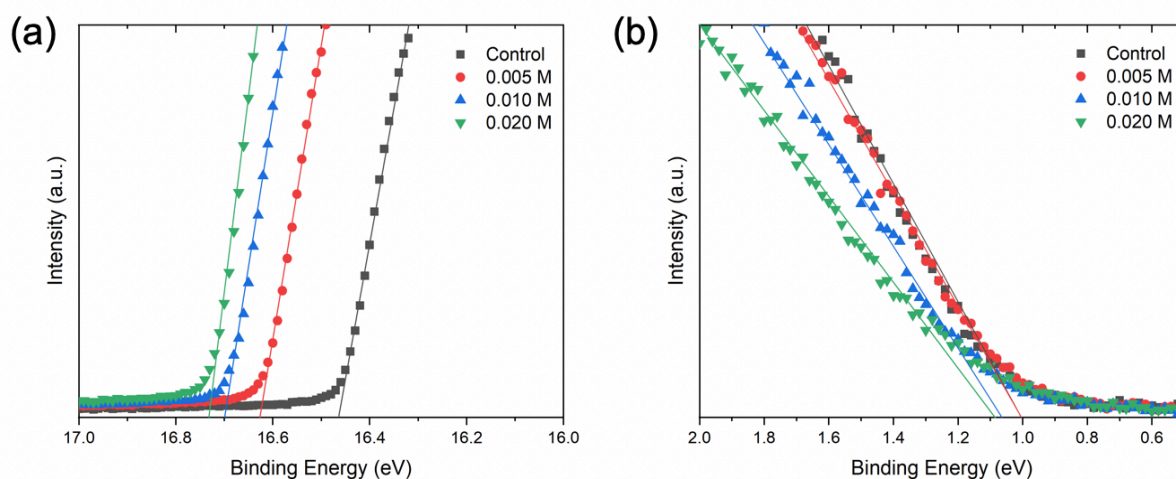 (a)
Control
0.005 M
0.010 M
0.020 M
Intensity (a.u.)
17.0 16.8 16.6 16.4 16.2 16.0
Binding Energy (eV)
(b)
Control
0.005 M
0.010 M
0.020 M
Intensity (a.u.)
2.0 1.8 1.6 1.4 1.2 1.0 0.8 0.6
Binding Energy (eV)